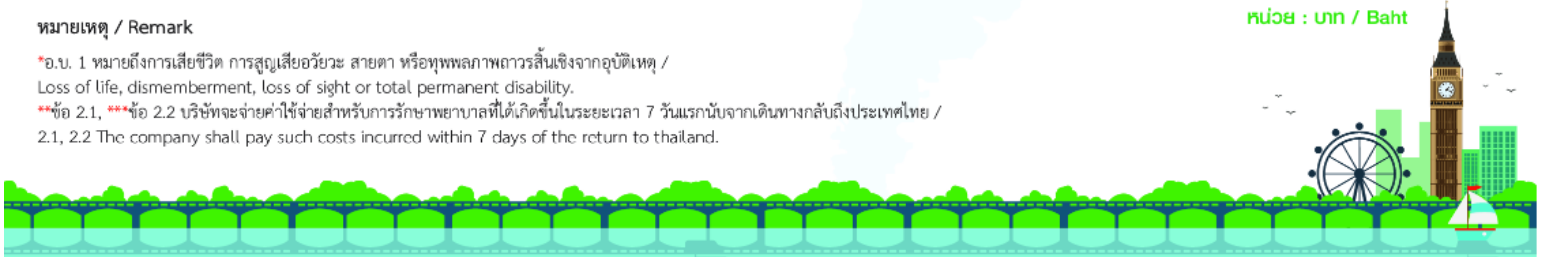 หน่วย : บาท / Baht
หมายเหตุ / Remark
*อ.บ. 1 หมายถึงการเสียชีวิต การสูญเสียอวัยวะ สายตา หรือทุพพลภาพถาวรสิ้นเชิงจากอุบัติเหตุ /
Loss of life, dismemberment, loss of sight or total permanent disability.
**ข้อ 2.1, ***ข้อ 2.2 บริษัทจะจ่ายค่าใช้จ่ายสำหรับการรักษาพยาบาลที่ได้เกิดขึ้นในระยะเวลา 7 วันแรกนับจากเดินทางกลับถึงประเทศไทย /
2.1, 2.2 The company shall pay such costs incurred within 7 days of the return to thailand.